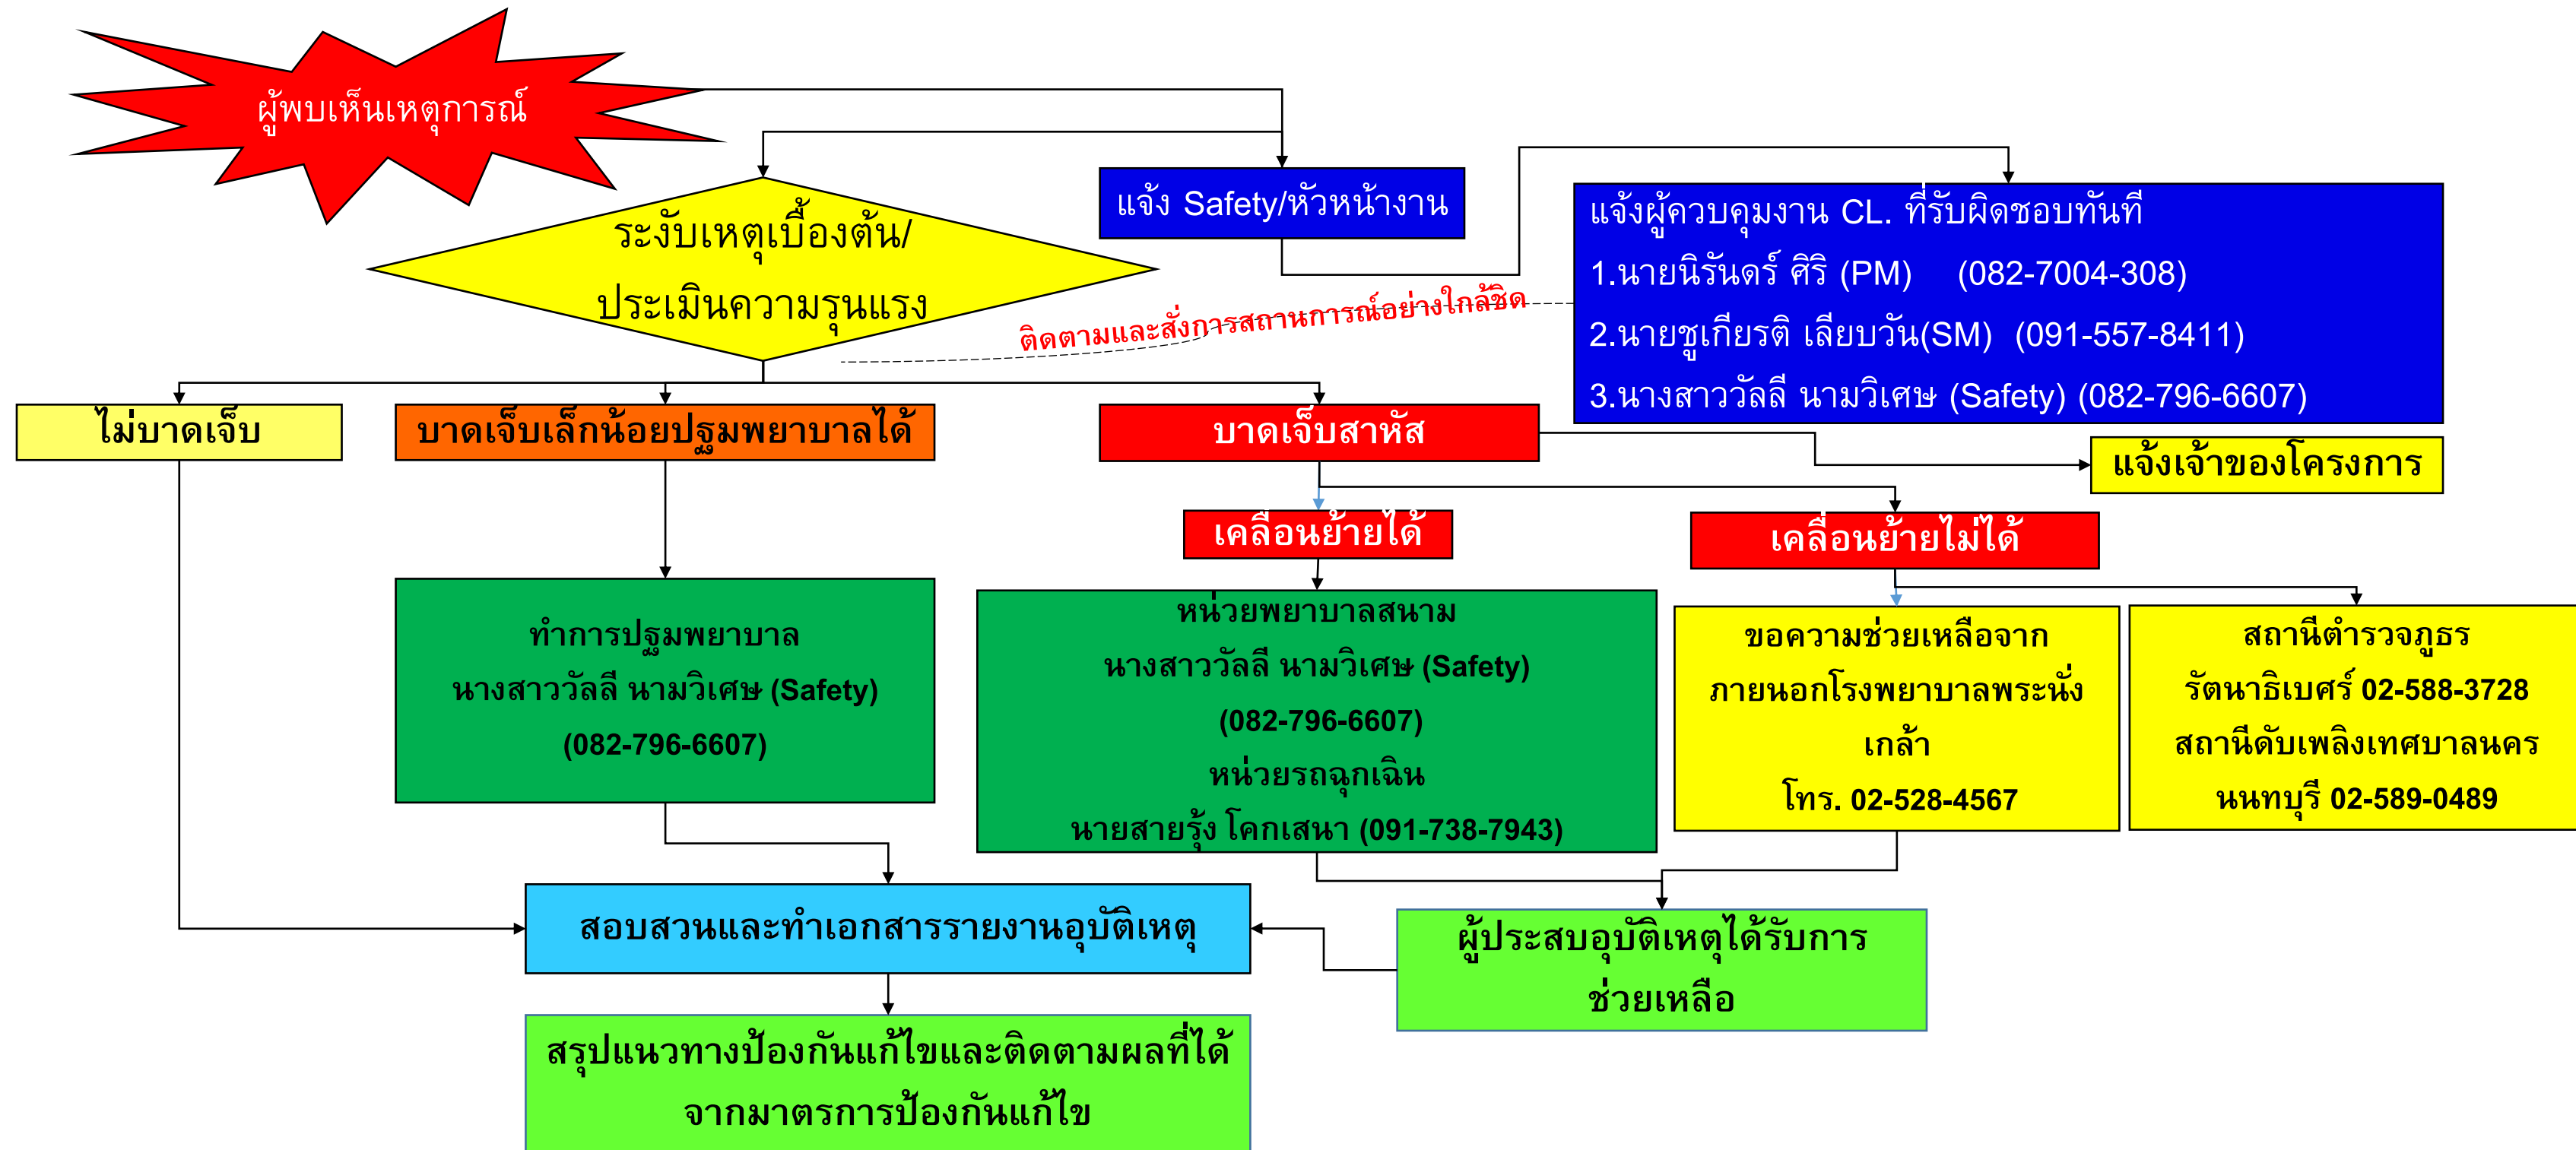 ผู้พบเห็นเหตุการณ์
แจ้ง Safety/หัวหน้างาน
ระงับเหตุเบื้องต้น/
ประเมินความรุนแรง
แจ้งผู้ควบคุมงาน CL. ที่รับผิดชอบทันที
1.นายนิรันดร์ ศิริ (PM) (082-7004-308)
2.นายชูเกียรติ เลียบวัน(SM) (091-557-8411)
3.นางสาววัลลี นามวิเศษ (Safety) (082-796-6607)
ติดตามและสั่งการสถานการณ์อย่างใกล้ชิด
ไม่บาดเจ็บ
บาดเจ็บเล็กน้อยปฐมพยาบาลได้
บาดเจ็บสาหัส
แจ้งเจ้าของโครงการ
เคลื่อนย้ายได้
เคลื่อนย้ายไม่ได้
ทำการปฐมพยาบาล
นางสาววัลลี นามวิเศษ (Safety)
(082-796-6607)
หน่วยพยาบาลสนาม
นางสาววัลลี นามวิเศษ (Safety)
(082-796-6607)
หน่วยรถฉุกเฉิน
นายสายรุ้ง โคกเสนา (091-738-7943)
ขอความช่วยเหลือจาก
ภายนอกโรงพยาบาลพระนั่ง
เกล้า
โทร. 02-528-4567
สถานีตำรวจภูธร
รัตนาธิเบศร์ 02-588-3728
สถานีดับเพลิงเทศบาลนคร
นนทบุรี 02-589-0489
สอบสวนและทำเอกสารรายงานอุบัติเหตุ
ผู้ประสบอุบัติเหตุได้รับการ
ช่วยเหลือ
สรุปแนวทางป้องกันแก้ไขและติดตามผลที่ได้
จากมาตรการป้องกันแก้ไข